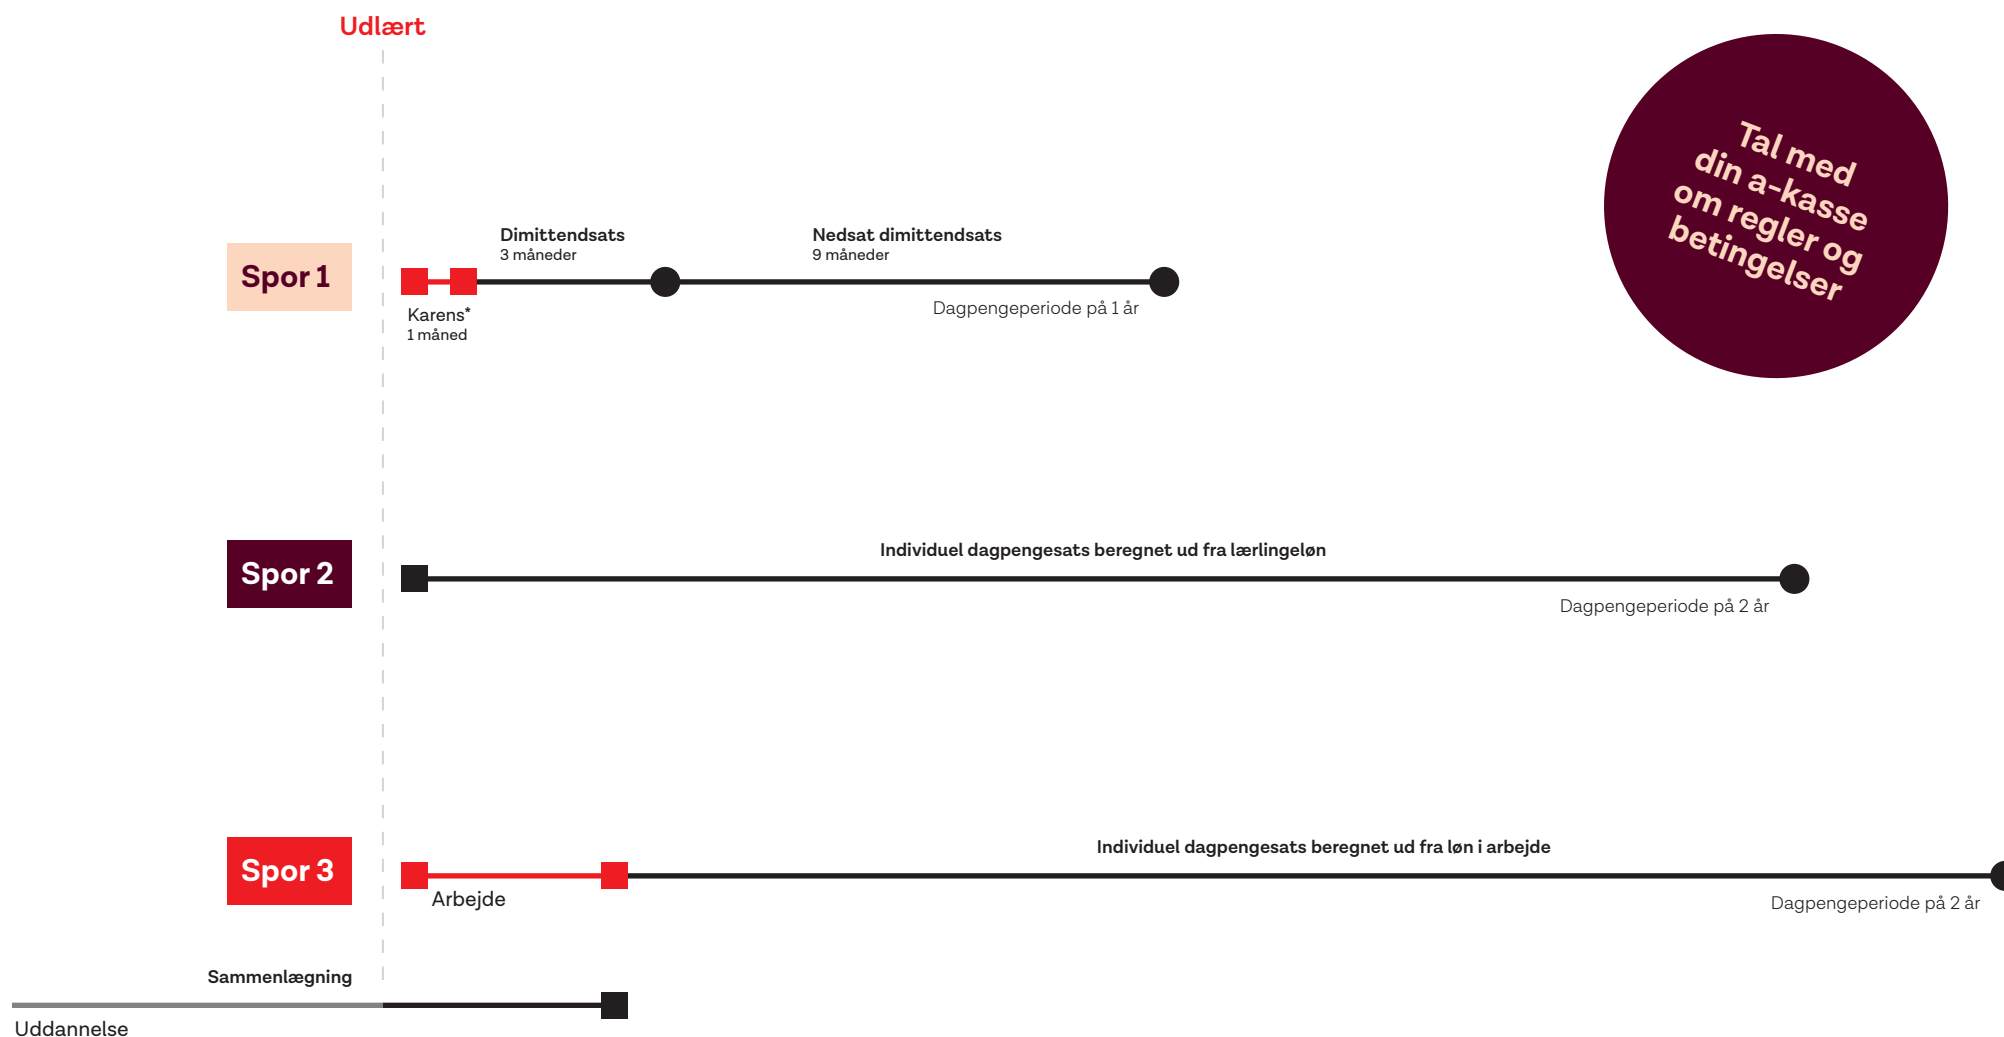 Udlært
Tal med
din a-kasse
om regler og
betingelser
Spor 1
Dimittendsats
3 måneder
Nedsat dimittendsats
9 måneder
Karens*
1 måned
Dagpengeperiode på 1 år
Spor 2
Individuel dagpengesats beregnet ud fra lærlingeløn
Dagpengeperiode på 2 år
Spor 3
Individuel dagpengesats beregnet ud fra løn i arbejde
Arbejde
Dagpengeperiode på 2 år
Sammenlægning
Uddannelse